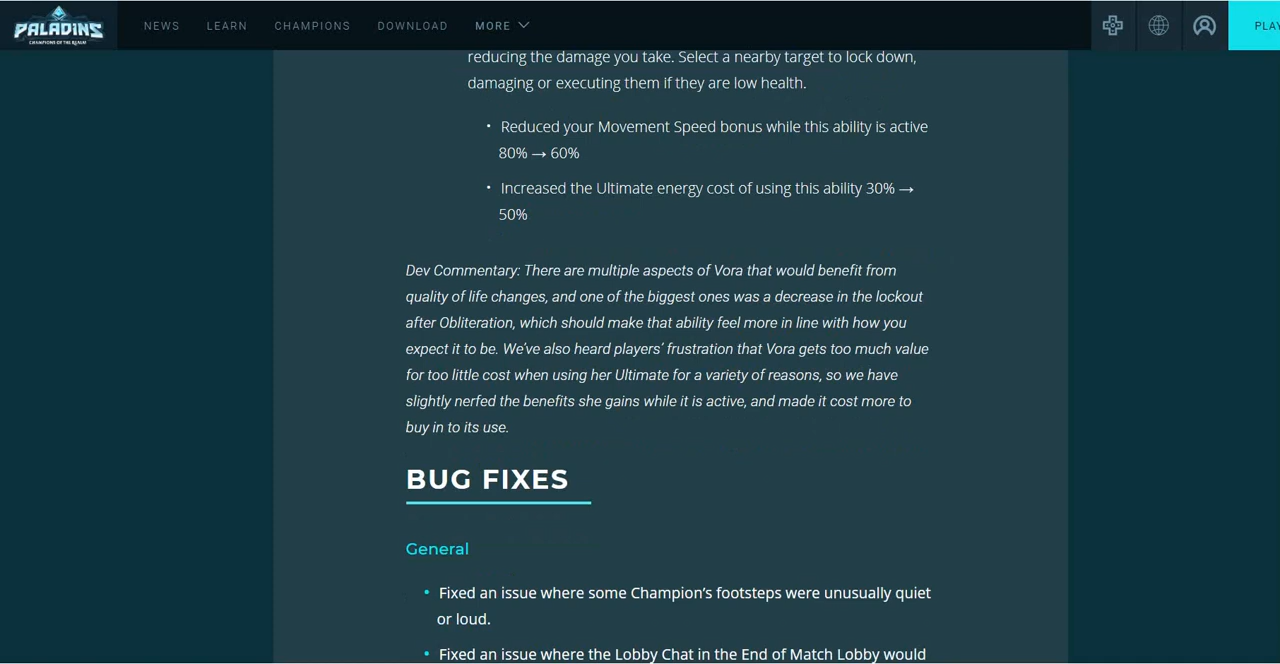 PALADINS
CHAMPIONS OF THE REALM
NEWS LEARN CHAMPIONS DOWNLOAD MORE
PLAY
reducing the damage you take. Select a nearby target to lock down,
damaging or executing them if they are low health.
• Reduced your Movement Speed bonus while this ability is active
80% → 60%
• Increased the Ultimate energy cost of using this ability 30% →
50%
Dev Commentary: There are multiple aspects of Vora that would benefit from
quality of life changes, and one of the biggest ones was a decrease in the lockout
after Obliteration, which should make that ability feel more in line with how you
expect it to be. We've also heard players' frustration that Vora gets too much value
for too little cost when using her Ultimate for a variety of reasons, so we have
slightly nerfed the benefits she gains while it is active, and made it cost more to
buy in to its use.
BUG FIXES
General
• Fixed an issue where some Champion's footsteps were unusually quiet
or loud.
• Fixed an issue where the Lobby Chat in the End of Match Lobby would